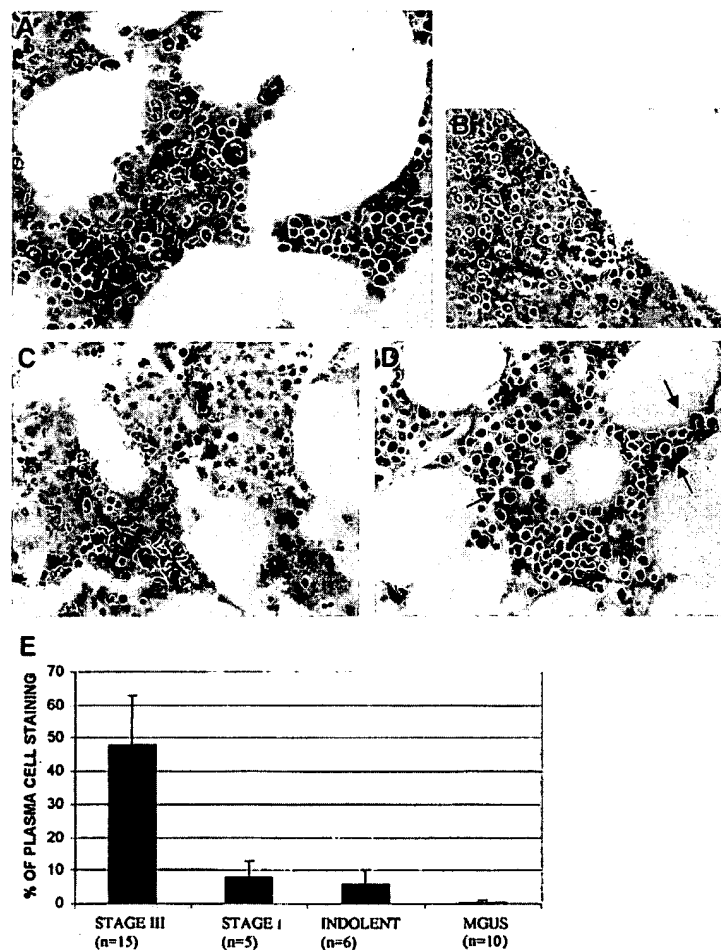 A
B
C
D
E
% OF PLASMA CELL STAINING
70
60
50
40
30
20
10
0
STAGE III STAGE I INDOLENT MGUS
(n=15) (n=5) (n=6) (n=10)